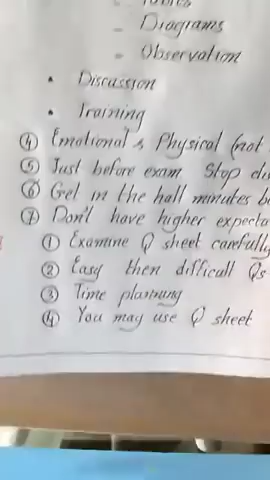 - Diagrams
- Observation
• Discussion
• Training
④ Emotional & Physical (not
⑤ Just before exam Stop
⑥ Get in the hall minutes
⑦ Don't have higher
① Examine Q sheet carefully
② Easy then difficult Qs
③ Time planning
④ You may use Q sheet